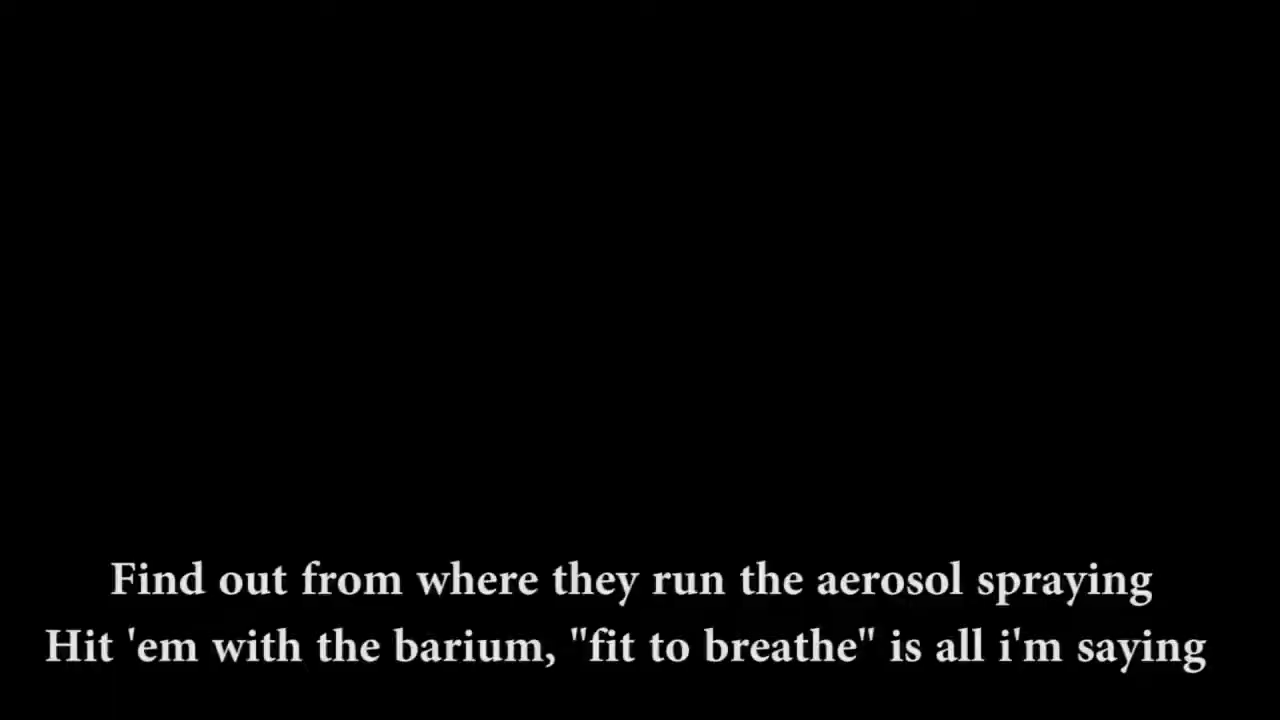 Find out from where they run the aerosol spraying
Hit 'em with the barium, "fit to breathe" is all i'm saying